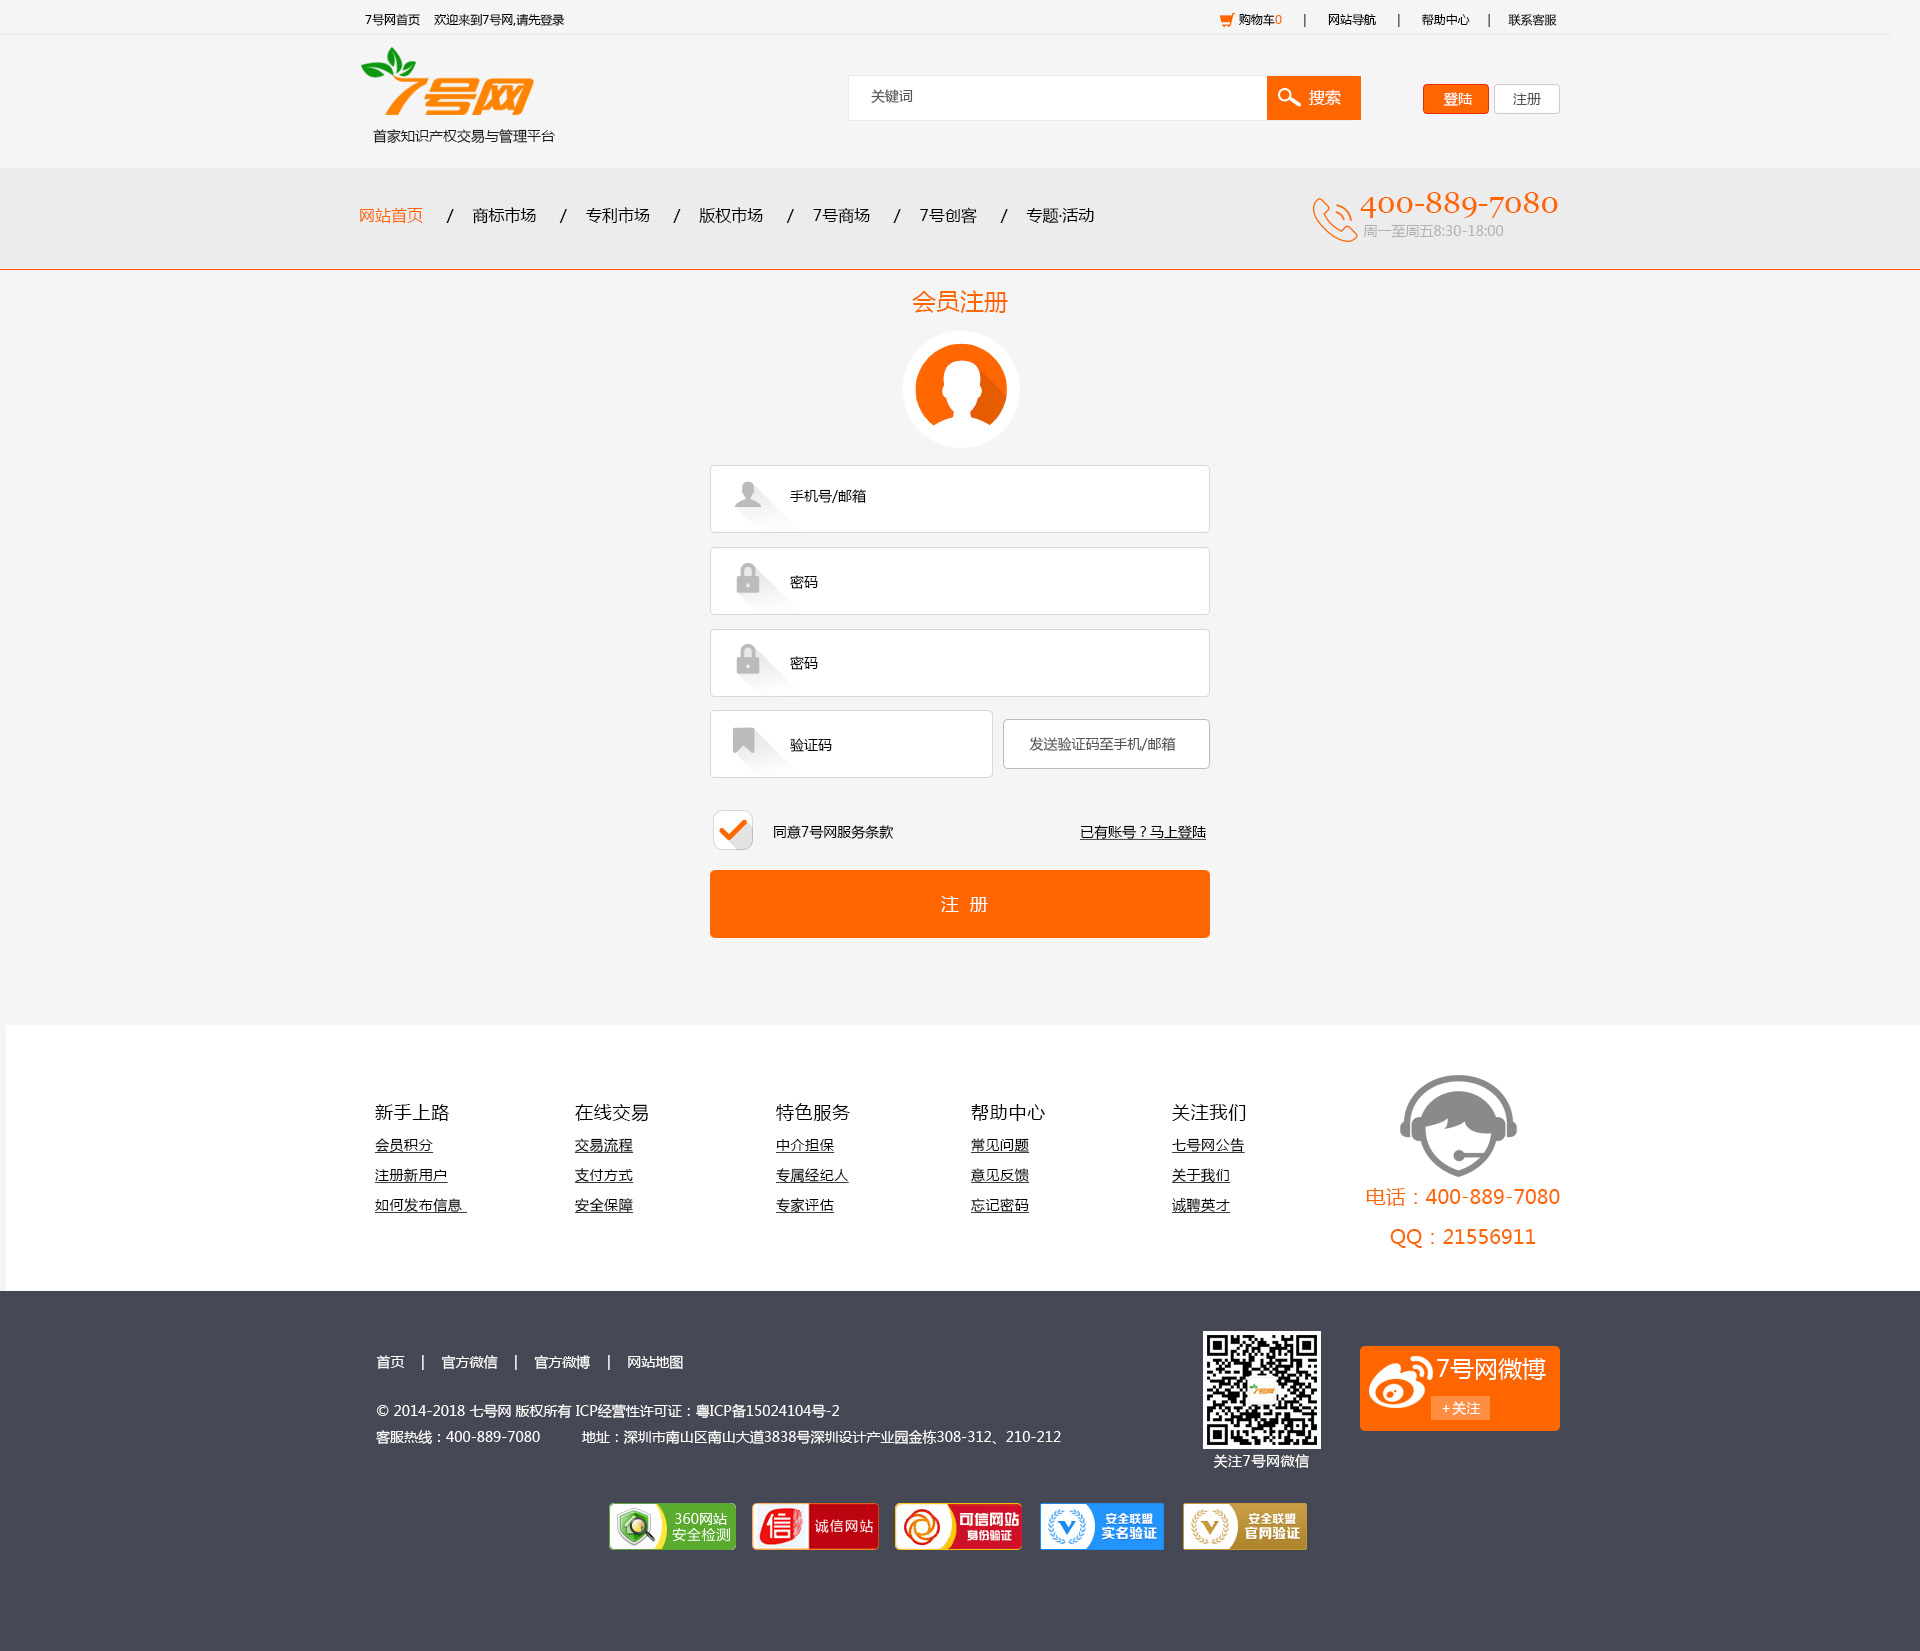 7号网首页 欢迎来到7号网,请先登录
购物车0 | 网站导航 | 帮助中心 | 联系客服
7号网
首家知识产权交易与管理平台
关键词
搜索
登陆 注册
网站首页 / 商标市场 / 专利市场 / 版权市场 / 7号商场 / 7号创客 / 专题·活动
400-889-7080
周一至周五8:30-18:00
会员注册
手机号/邮箱
密码
密码
验证码 发送验证码至手机/邮箱
同意7号网服务条款 已有账号？马上登陆
注 册
新手上路 在线交易 特色服务 帮助中心 关注我们
会员积分 交易流程 中介担保 常见问题 七号网公告
注册新用户 支付方式 专属经纪人 意见反馈 关于我们
如何发布信息 安全保障 专家评估 忘记密码 诚聘英才
电话：400-889-7080
QQ：21556911
首页 | 官方微信 | 官方微博 | 网站地图
© 2014-2018 七号网 版权所有 ICP经营性许可证：粤ICP备15024104号-2
客服热线：400-889-7080 地址：深圳市南山区南山大道3838号深圳设计产业园金栋308-312、210-212
7号网
关注7号网微信
7号网微博
+关注
360网站
安全检测
信
诚信网站
可信网站
身份验证
安全联盟
实名验证
安全联盟
官网验证